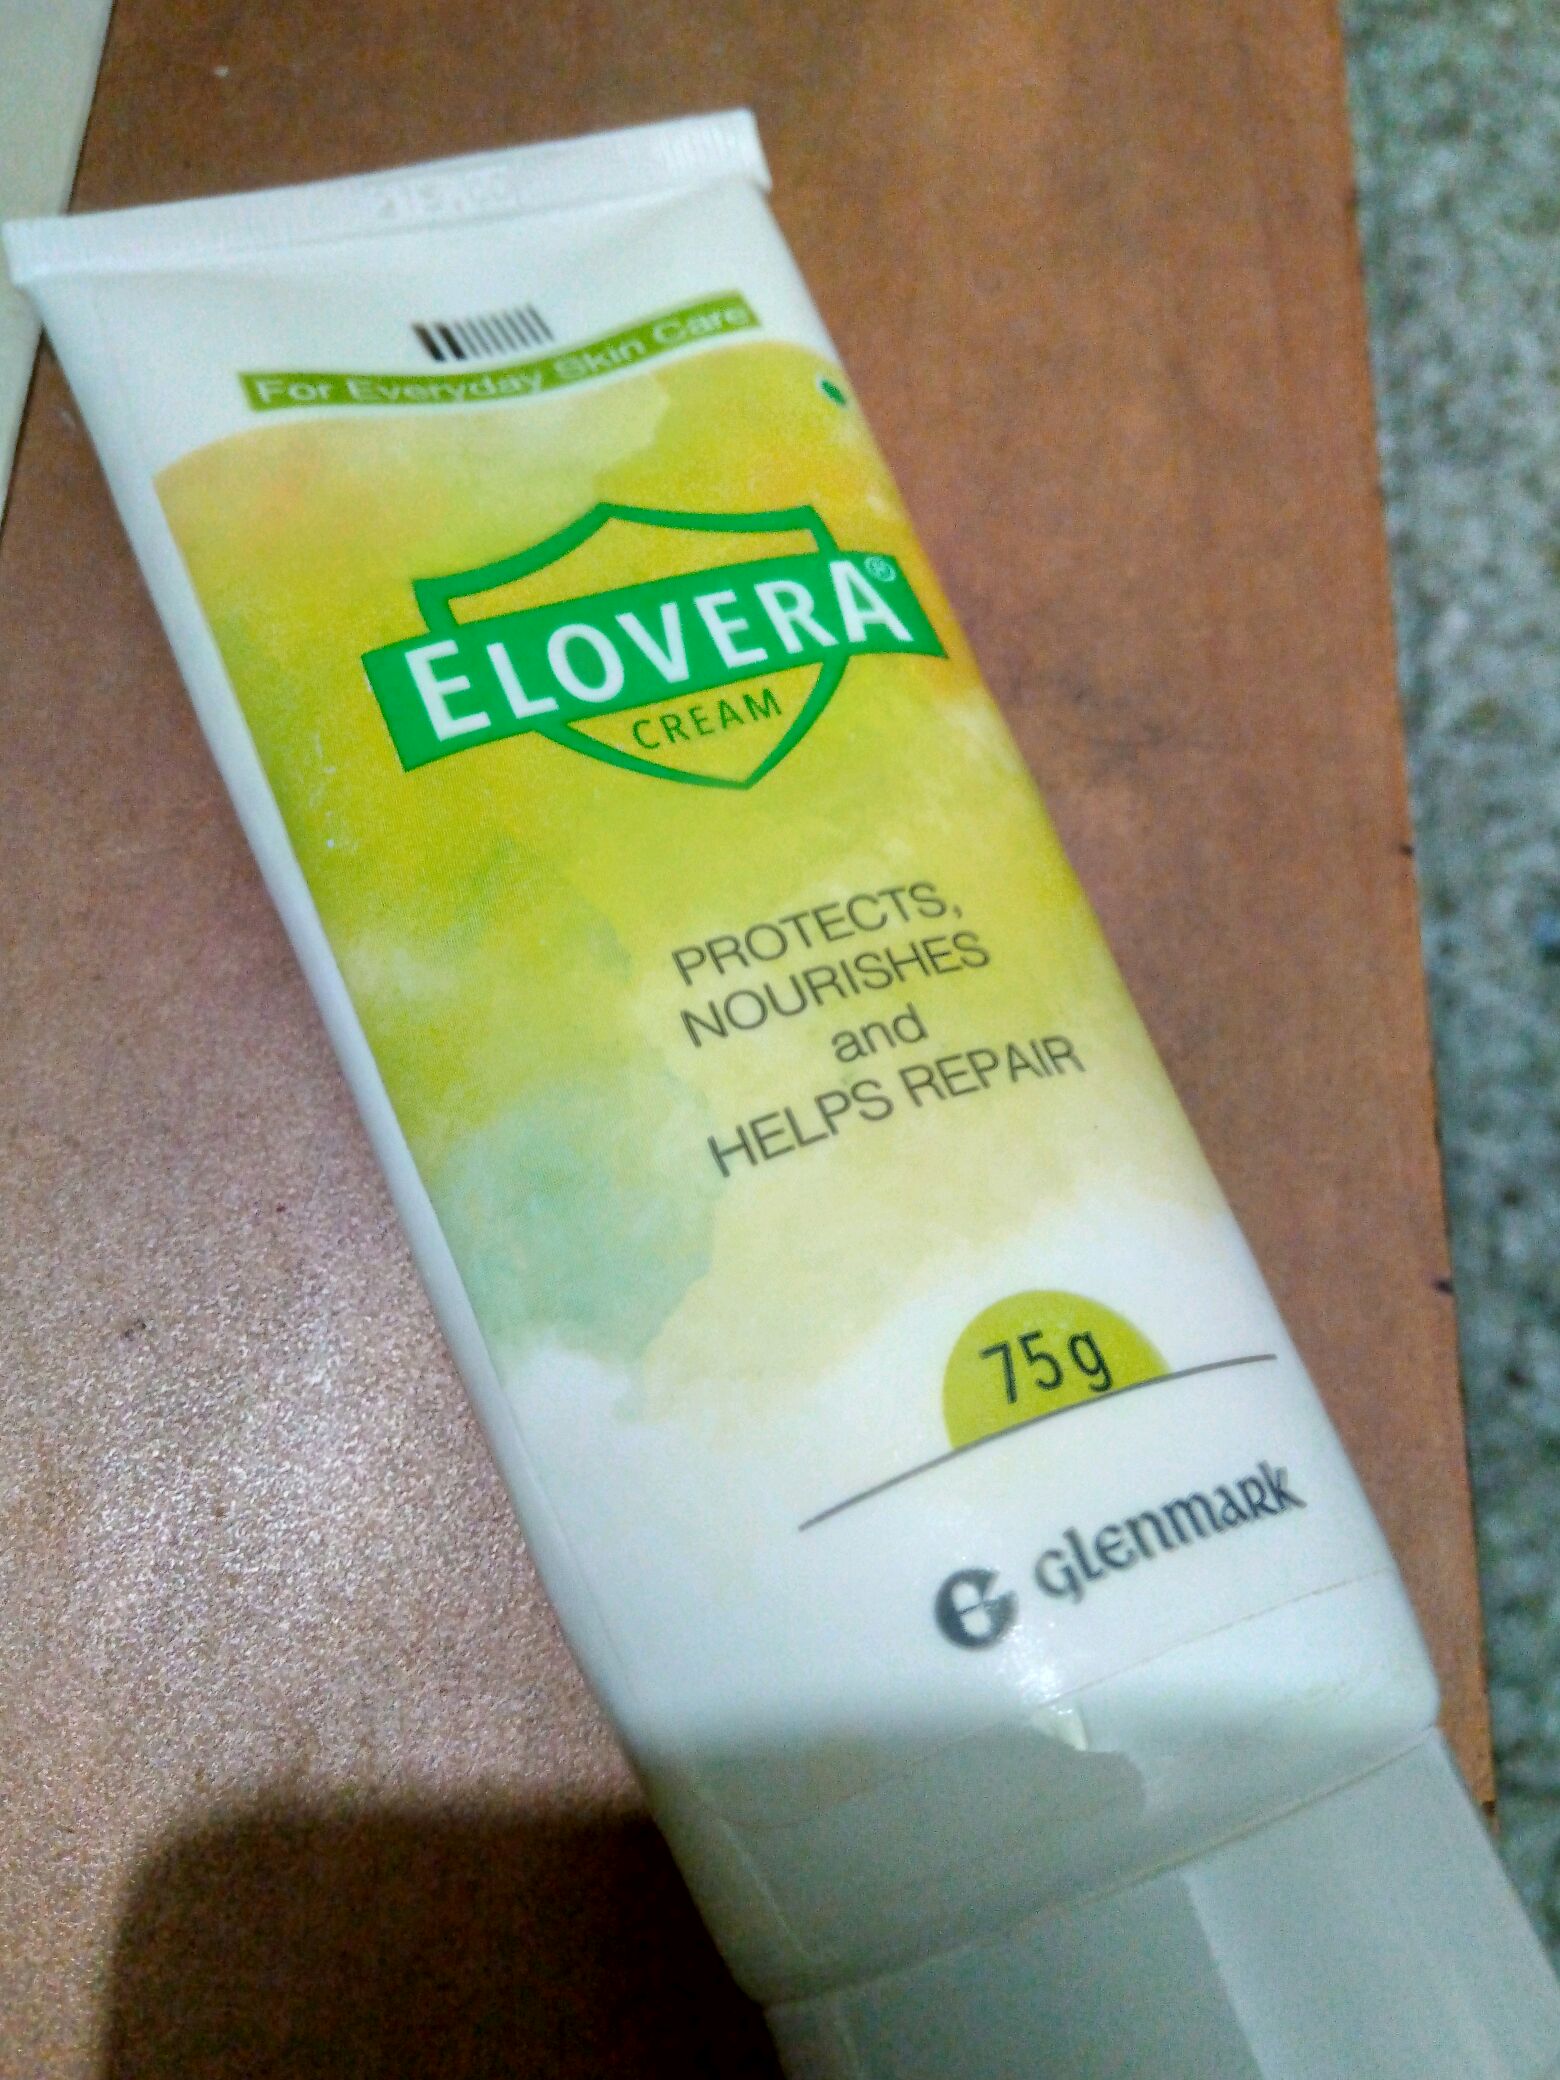 For Everyday Skin Care
ELOVERA®
CREAM
PROTECTS,
NOURISHES
and
HELPS REPAIR
75g
Glenmark